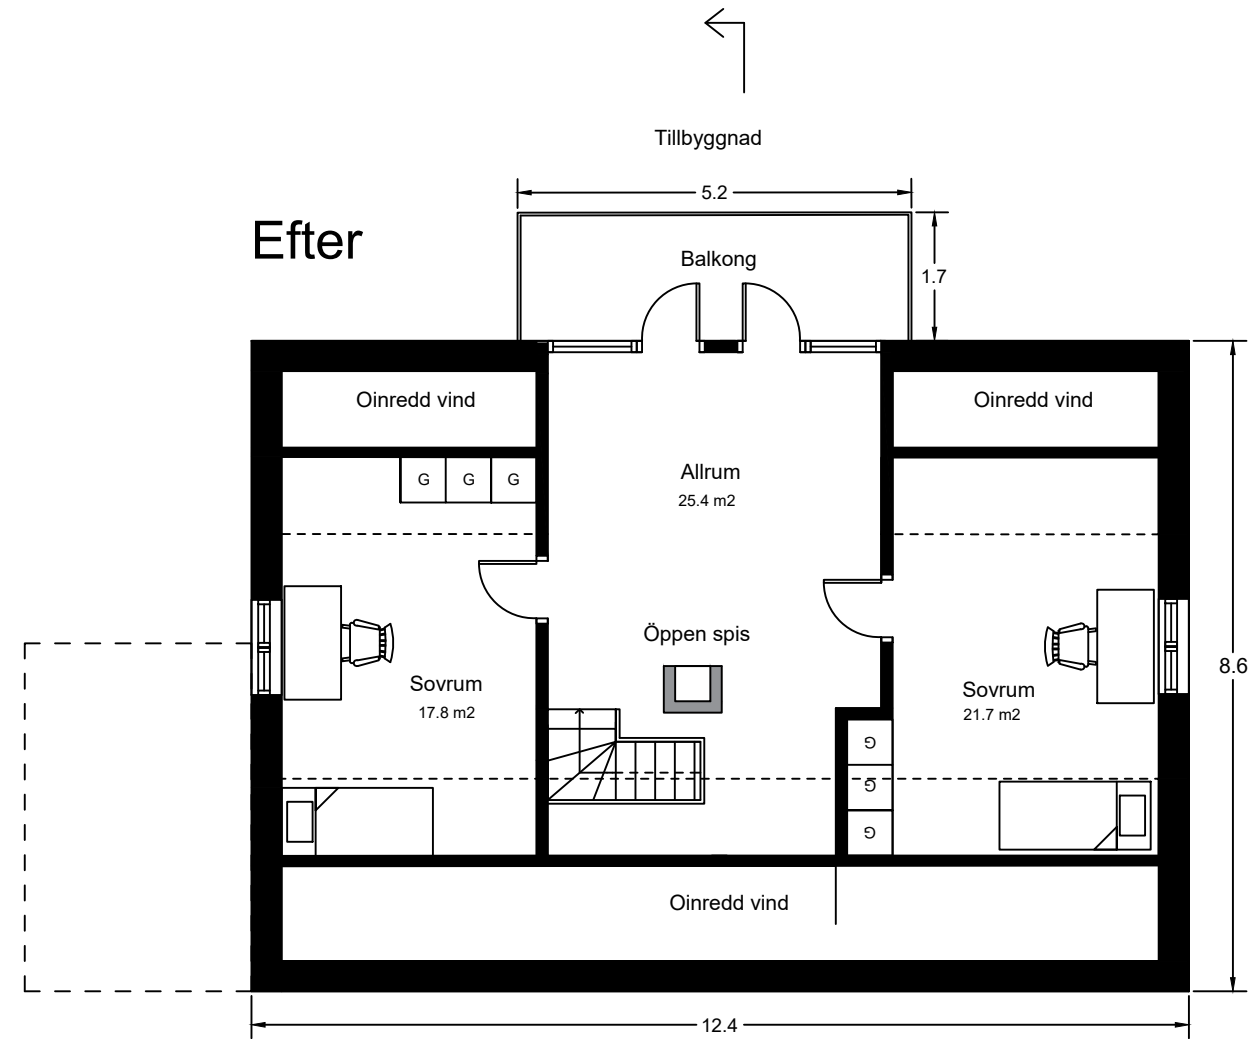 Tillbyggnad
5.2
Efter
Balkong
1.7
Oinredd vind
Oinredd vind
Allrum
25.4 m2
G G G
Öppen spis
8.6
Sovrum
17.8 m2
Sovrum
21.7 m2
G
G
G
Oinredd vind
12.4